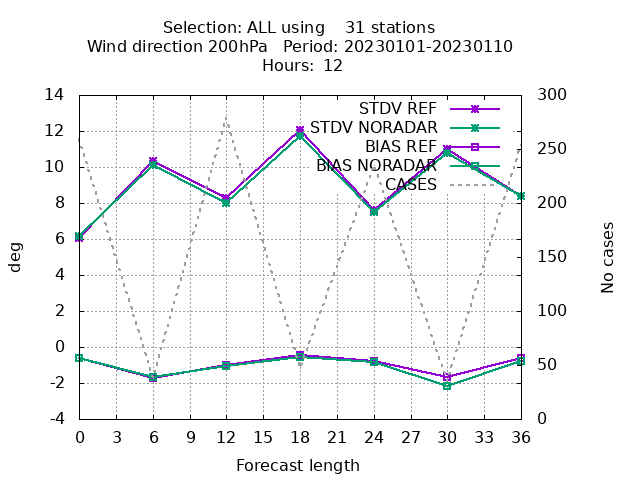 Selection: ALL using    31 stations
Wind direction 200hPa   Period: 20230101-20230110
Hours:  12
14
12
10
8
6
4
2
0
-2
-4
300
250
200
150
100
50
0
STDV REF
STDV NORADAR
BIAS REF
BIAS NORADAR
CASES
deg
No cases
0 3 6 9 12 15 18 21 24 27 30 33 36
Forecast length